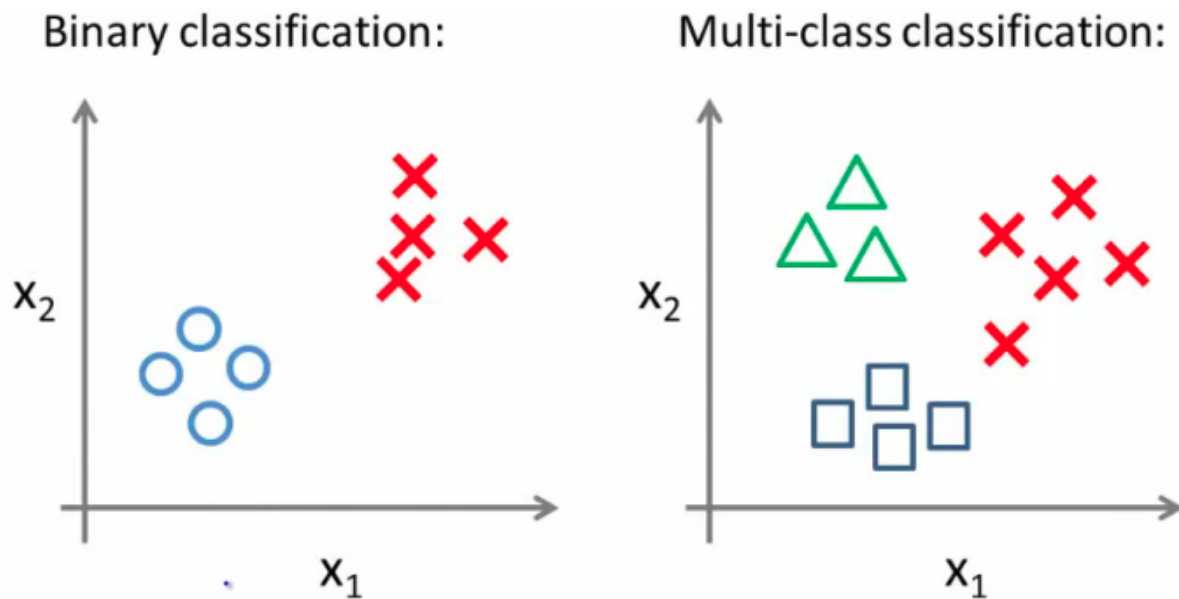 Binary classification:
Multi-class classification:
x₂
x₁
x₂
x₁